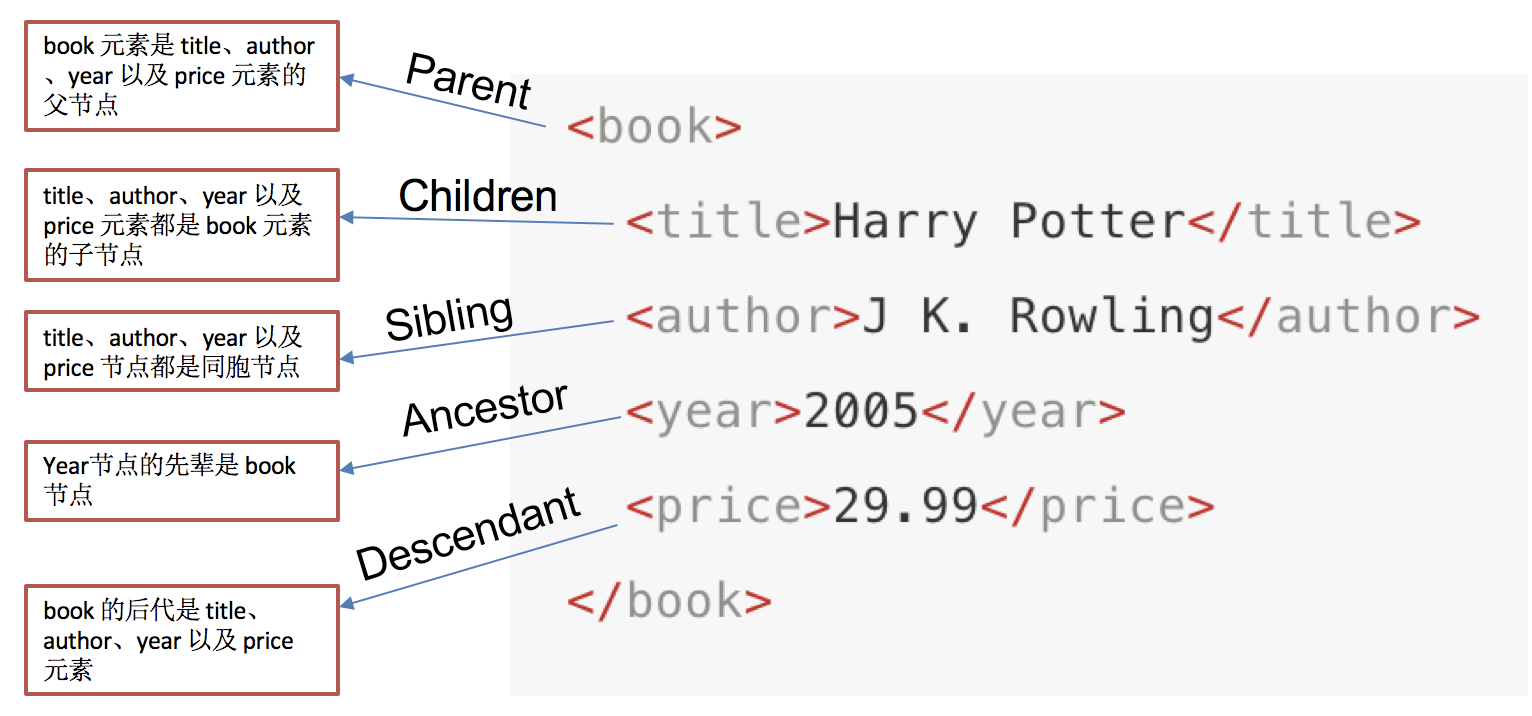 book 元素是 title、author
、year 以及 price 元素的
父节点
Parent
<book>
title、author、year 以及
price 元素都是 book 元素
的子节点
Children
<title>Harry Potter</title>
title、author、year 以及
price 节点都是同胞节点
Sibling
<author>J K. Rowling</author>
Year节点的先辈是 book
节点
Ancestor
<year>2005</year>
book 的后代是 title、
author、year 以及 price
元素
Descendant
<price>29.99</price>
</book>